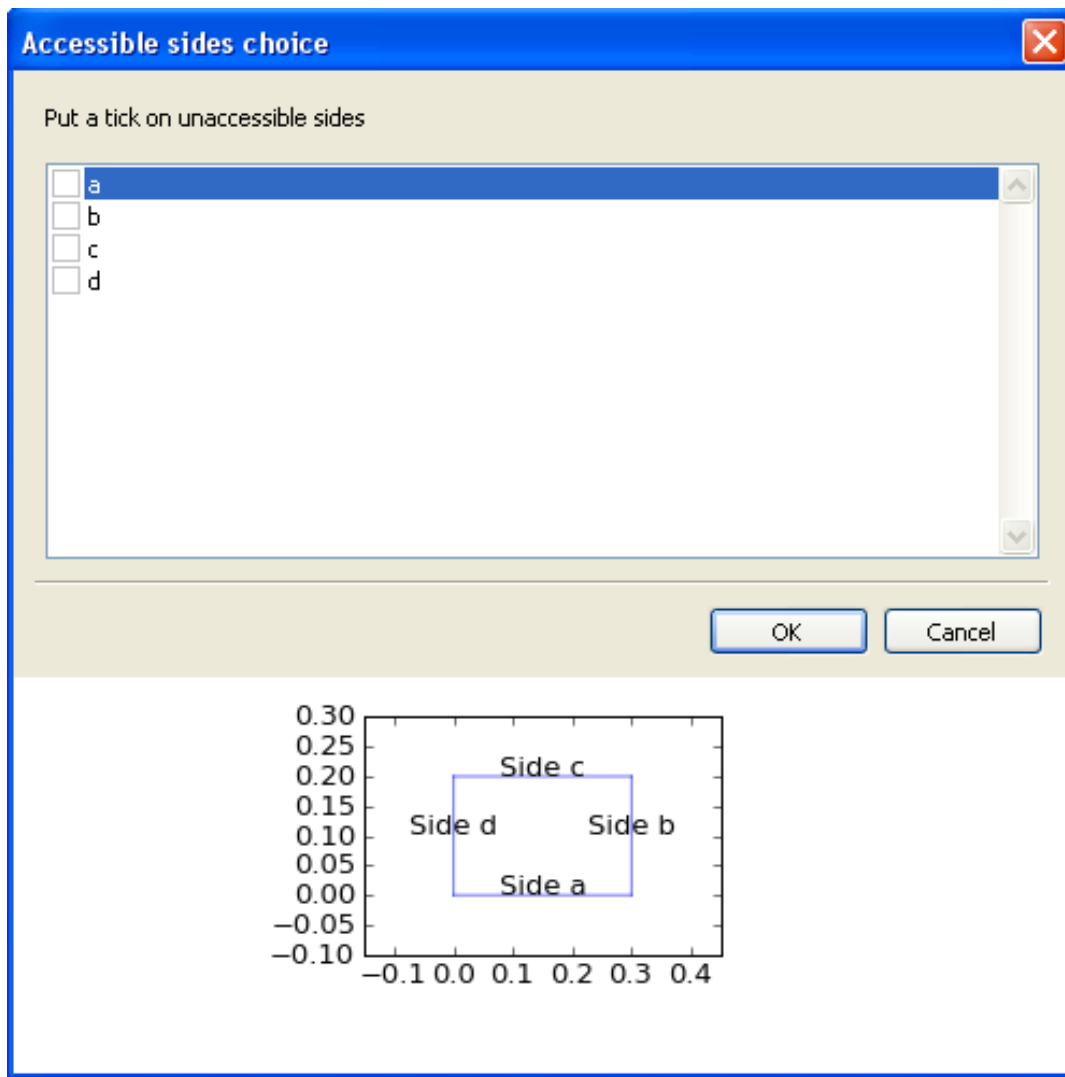 Accessible sides choice
Put a tick on unaccessible sides
a
b
c
d
OK Cancel
0.30
0.25
0.20 Side c
0.15
0.10 Side d Side b
0.05
0.00 Side a
−0.05
−0.10
−0.1 0.0 0.1 0.2 0.3 0.4